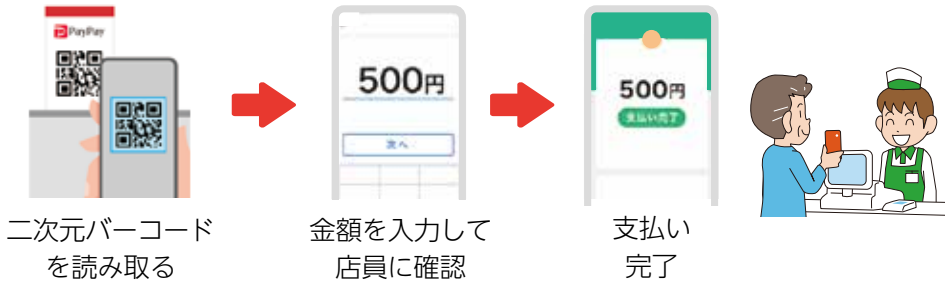 PayPay
500円
次へ
500円
支払い完了
二次元バーコード
を読み取る
金額を入力して
店員に確認
支払い
完了